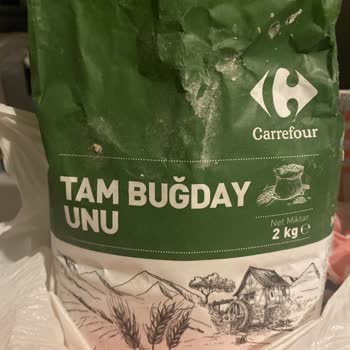 Carrefour
TAM BUĞDAY
UNU
Net Miktar
2 kg ℮